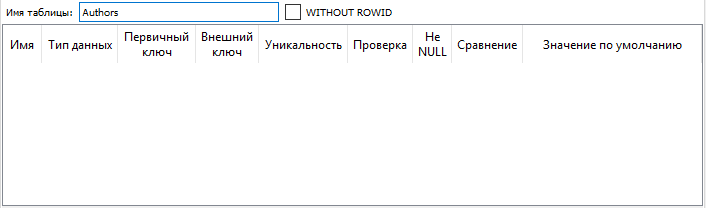 Имя таблицы: Authors WITHOUT ROWID
Имя Тип данных Первичный ключ Внешний ключ Уникальность Проверка Не NULL Сравнение Значение по умолчанию